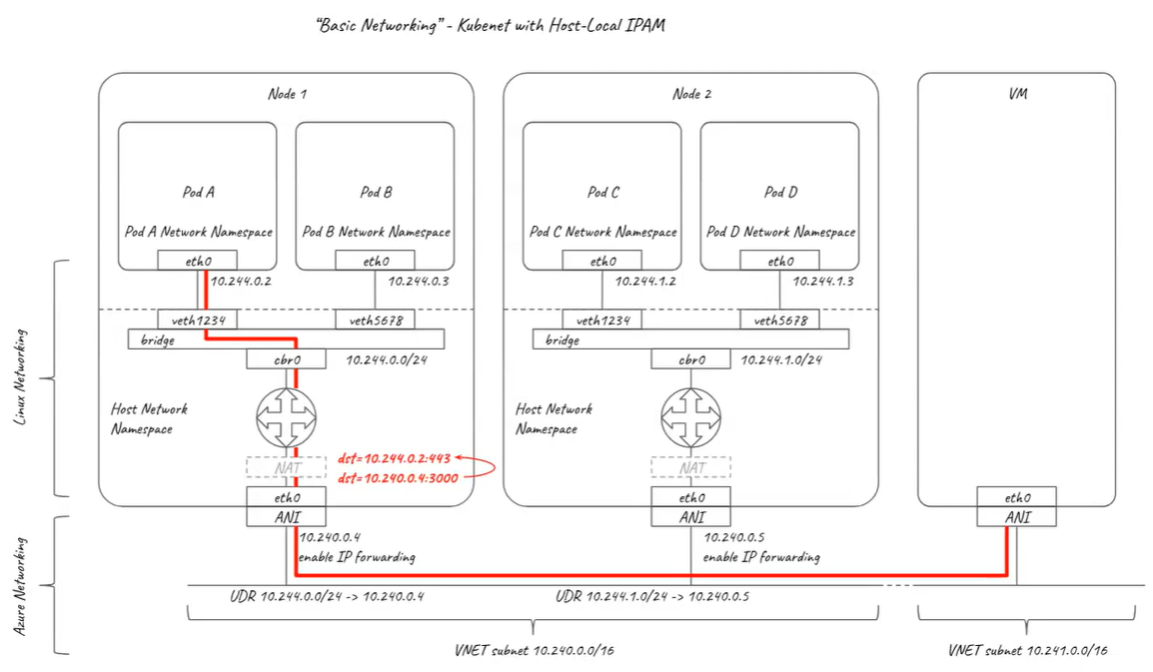 "Basic Networking" - Kubenet with Host-Local IPAM
Node 1
Node 2
VM
Pod A
Pod B
Pod C
Pod D
Pod A Network Namespace
Pod B Network Namespace
Pod C Network Namespace
Pod D Network Namespace
eth0
eth0
eth0
eth0
10.244.0.2
10.244.0.3
10.244.1.2
10.244.1.3
veth1234
veth5678
veth1234
veth5678
bridge
bridge
cbr0
10.244.0.0/24
cbr0
10.244.1.0/24
Linux Networking
Host Network
Namespace
Host Network
Namespace
NAT
dst=10.244.0.2:443
dst=10.240.0.4:3000
NAT
eth0
eth0
eth0
ANI
ANI
ANI
10.240.0.4
enable IP forwarding
10.240.0.5
enable IP forwarding
Azure Networking
UDR 10.244.0.0/24 -> 10.240.0.4
UDR 10.244.1.0/24 -> 10.240.0.5
VNET subnet 10.240.0.0/16
VNET subnet 10.241.0.0/16